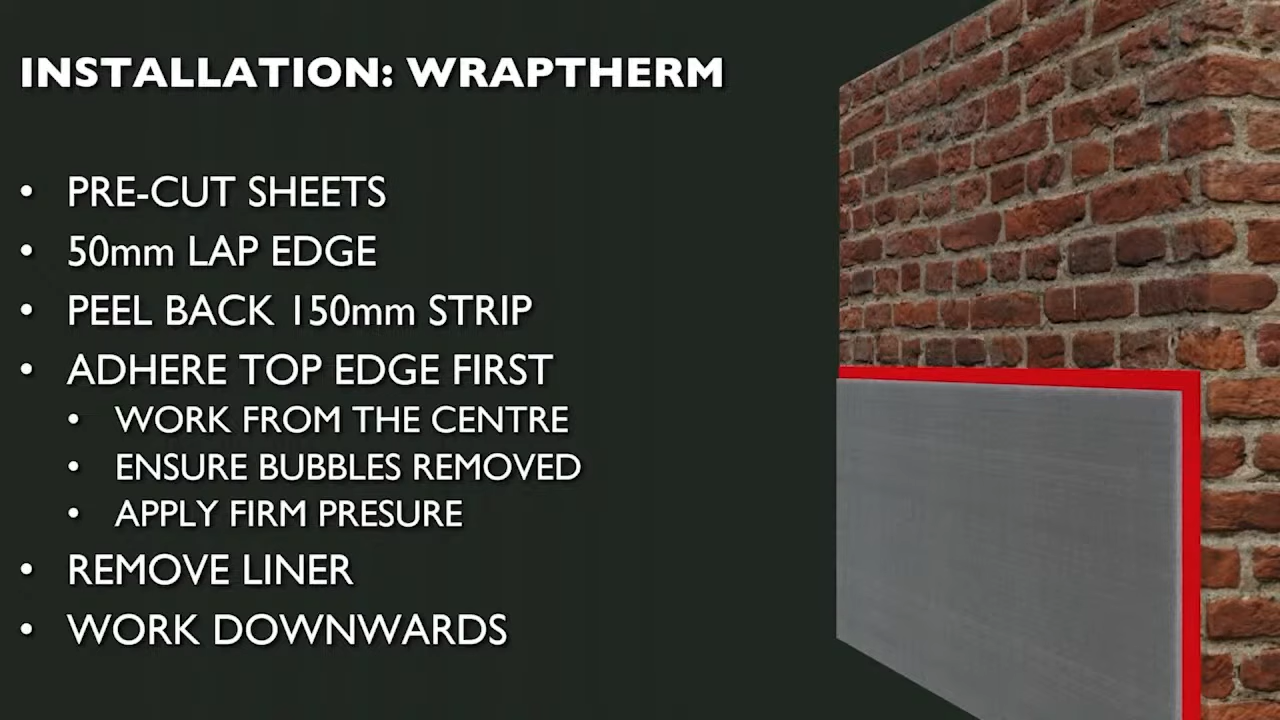 INSTALLATION: WRAPTHERM
• PRE-CUT SHEETS
• 50mm LAP EDGE
• PEEL BACK 150mm STRIP
• ADHERE TOP EDGE FIRST
• WORK FROM THE CENTRE
• ENSURE BUBBLES REMOVED
• APPLY FIRM PRESURE
• REMOVE LINER
• WORK DOWNWARDS